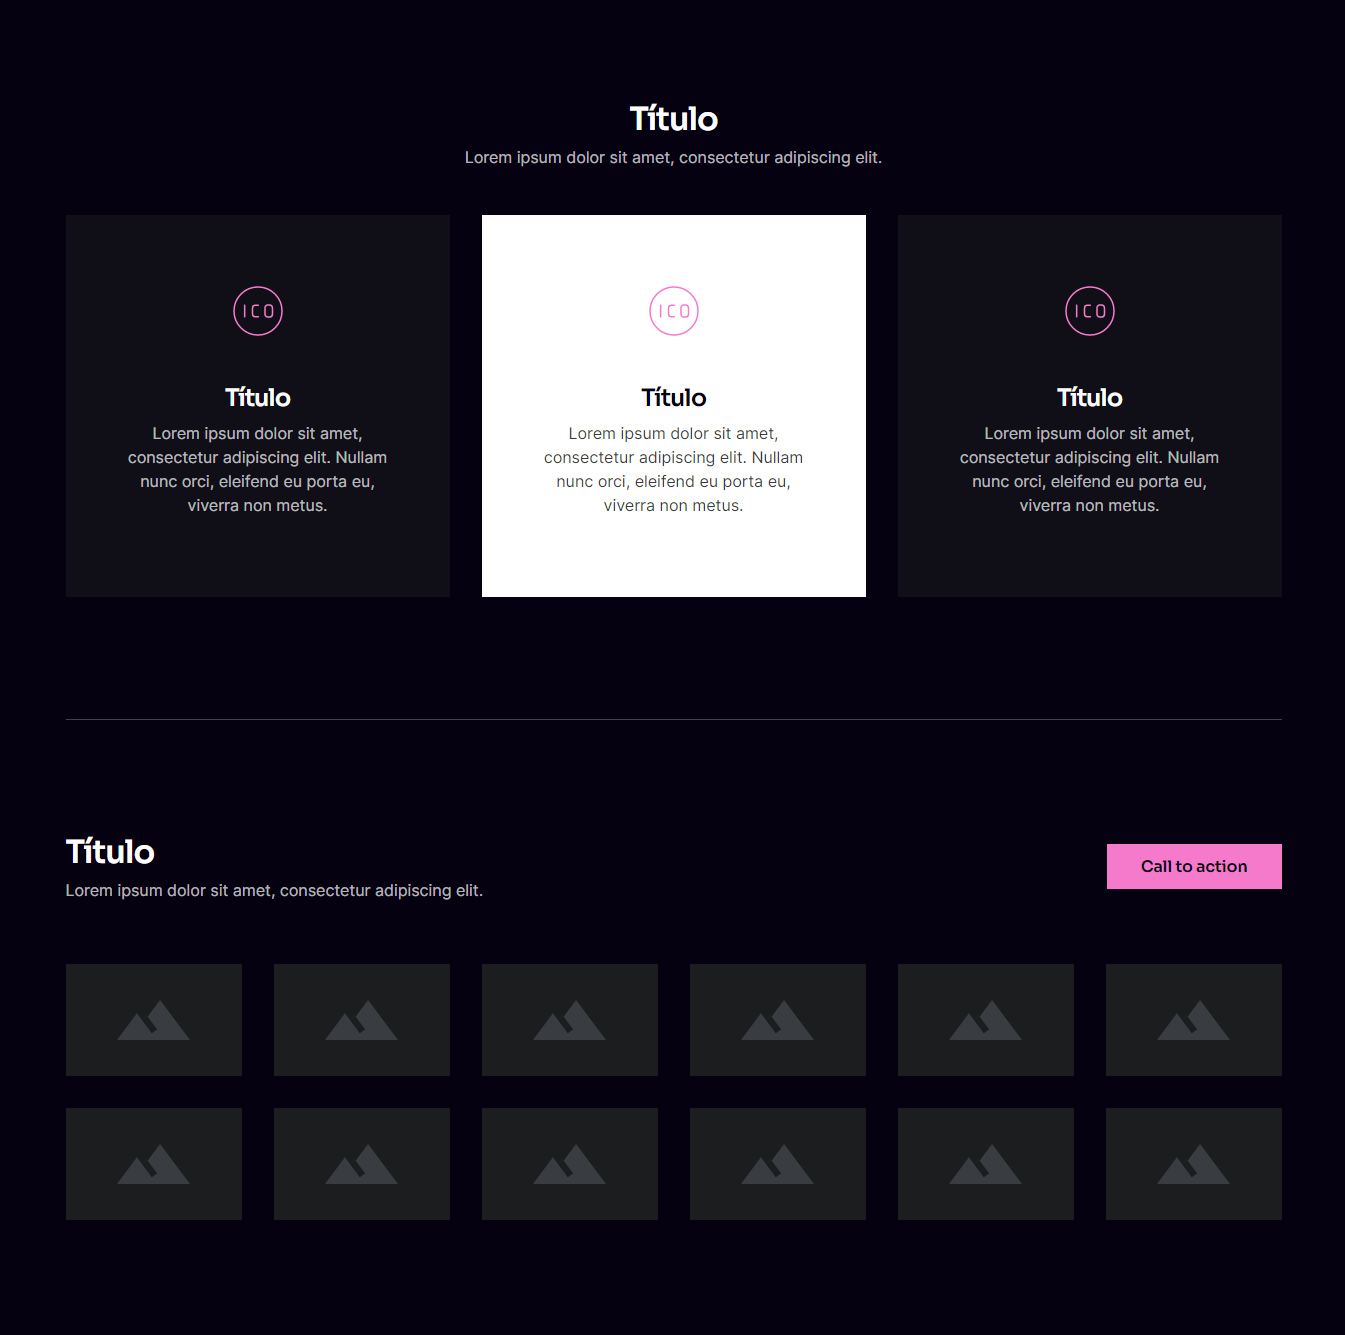 Título
Lorem ipsum dolor sit amet, consectetur adipiscing elit.
ICO
Título
Lorem ipsum dolor sit amet,
consectetur adipiscing elit. Nullam
nunc orci, eleifend eu porta eu,
viverra non metus.
ICO
Título
Lorem ipsum dolor sit amet,
consectetur adipiscing elit. Nullam
nunc orci, eleifend eu porta eu,
viverra non metus.
ICO
Título
Lorem ipsum dolor sit amet,
consectetur adipiscing elit. Nullam
nunc orci, eleifend eu porta eu,
viverra non metus.
Título
Lorem ipsum dolor sit amet, consectetur adipiscing elit.
Call to action